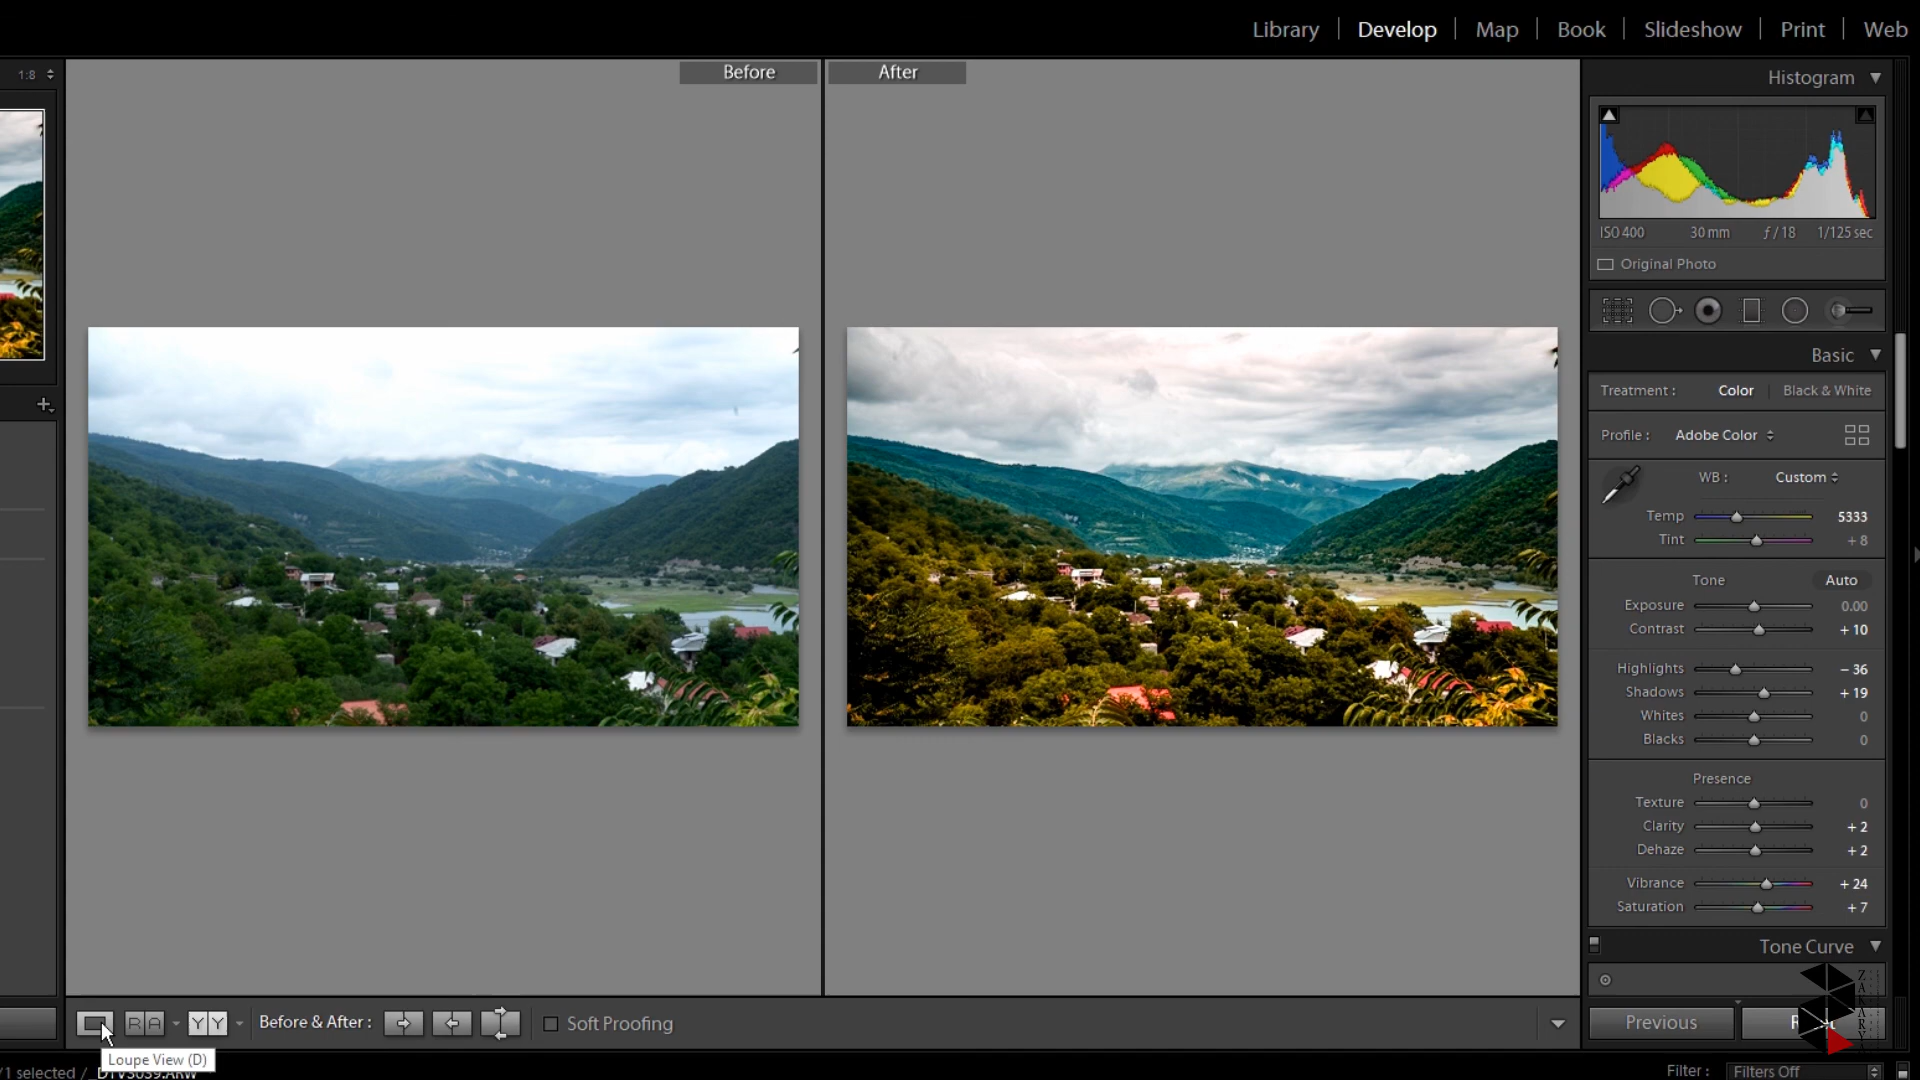 Library | Develop | Map | Book | Slideshow | Print | Web
1:8
Before
After
Histogram
ISO 400 30 mm ƒ / 18 1/125 sec
Original Photo
Basic
Treatment : Color | Black & White
Profile : Adobe Color
WB : Custom
Temp 5333
Tint + 8
Tone Auto
Exposure 0.00
Contrast + 10
Highlights − 36
Shadows + 19
Whites 0
Blacks 0
Presence
Texture 0
Clarity + 2
Dehaze + 2
Vibrance + 24
Saturation + 7
Tone Curve
R A Y Y Before & After : Soft Proofing
Previous
ZAKARYA
Loupe View (D)
/1 selected /
Filter : Filters Off